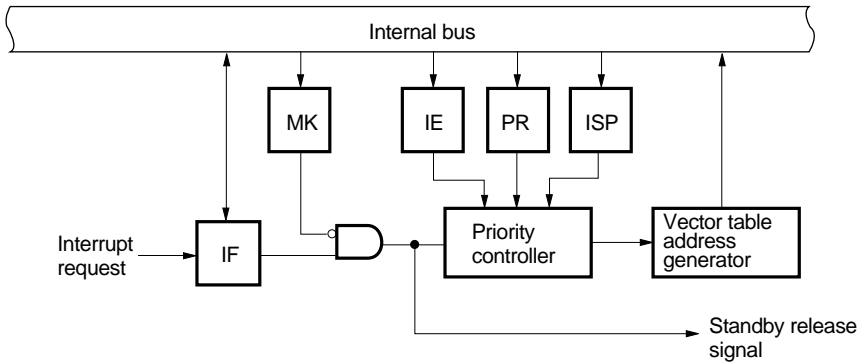 Internal bus
MK
IE
PR
ISP
Interrupt
request
IF
Priority
controller
Vector table
address
generator
Standby release
signal